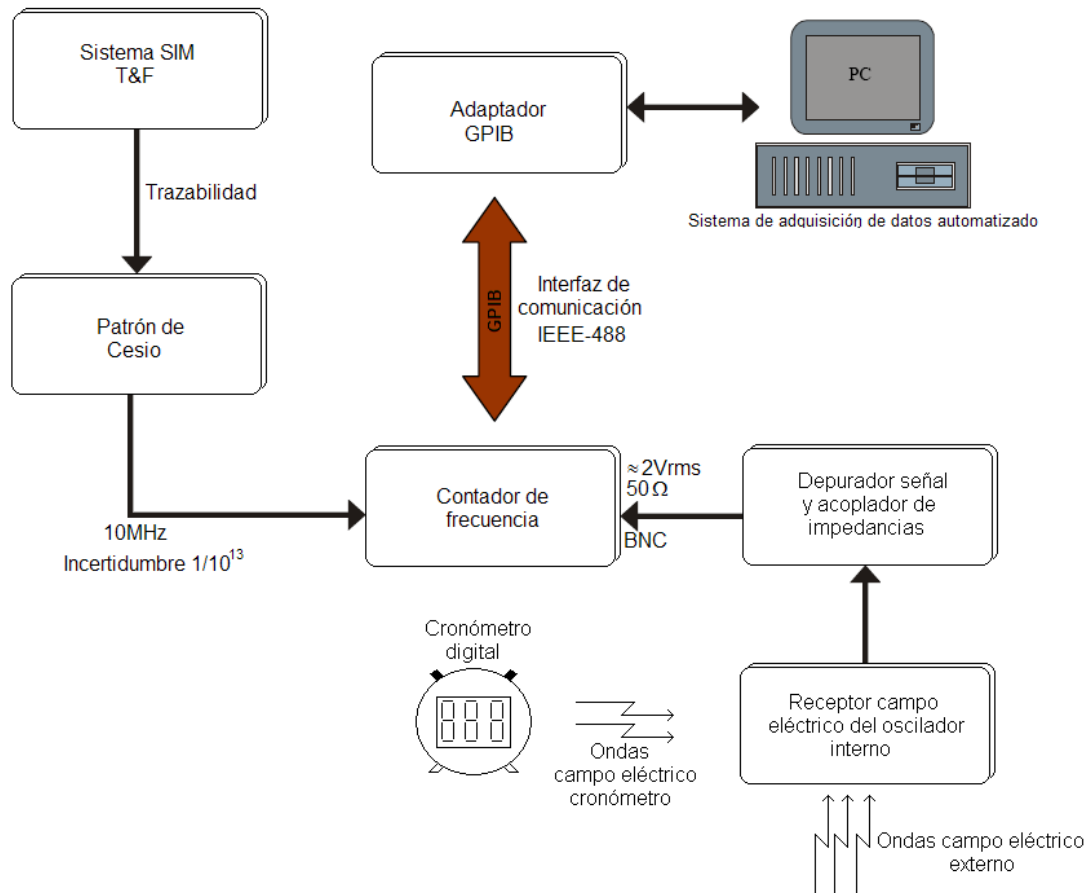 Sistema SIM
T&F
Adaptador
GPIB
PC
Sistema de adquisición de datos automatizado
Trazabilidad
GPIB
Interfaz de
comunicación
IEEE-488
Patrón de
Cesio
10MHz
Incertidumbre 1/10¹³
Contador de
frecuencia
≈2Vrms
50Ω
BNC
Depurador señal
y acoplador de
impedancias
Cronómetro
digital
888
Ondas
campo eléctrico
cronómetro
Receptor campo
eléctrico del oscilador
interno
Ondas campo eléctrico
externo